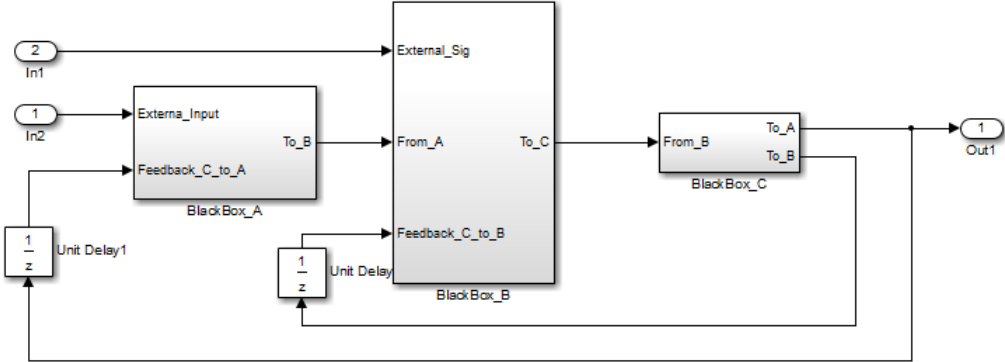 2
In1
External_Sig
1
In2
Externa_Input
Feedback_C_to_A
To_B
BlackBox_A
From_A
To_C
Feedback_C_to_B
BlackBox_B
From_B
To_A
To_B
BlackBox_C
1
Out1
1
z
Unit Delay1
1
z
Unit Delay